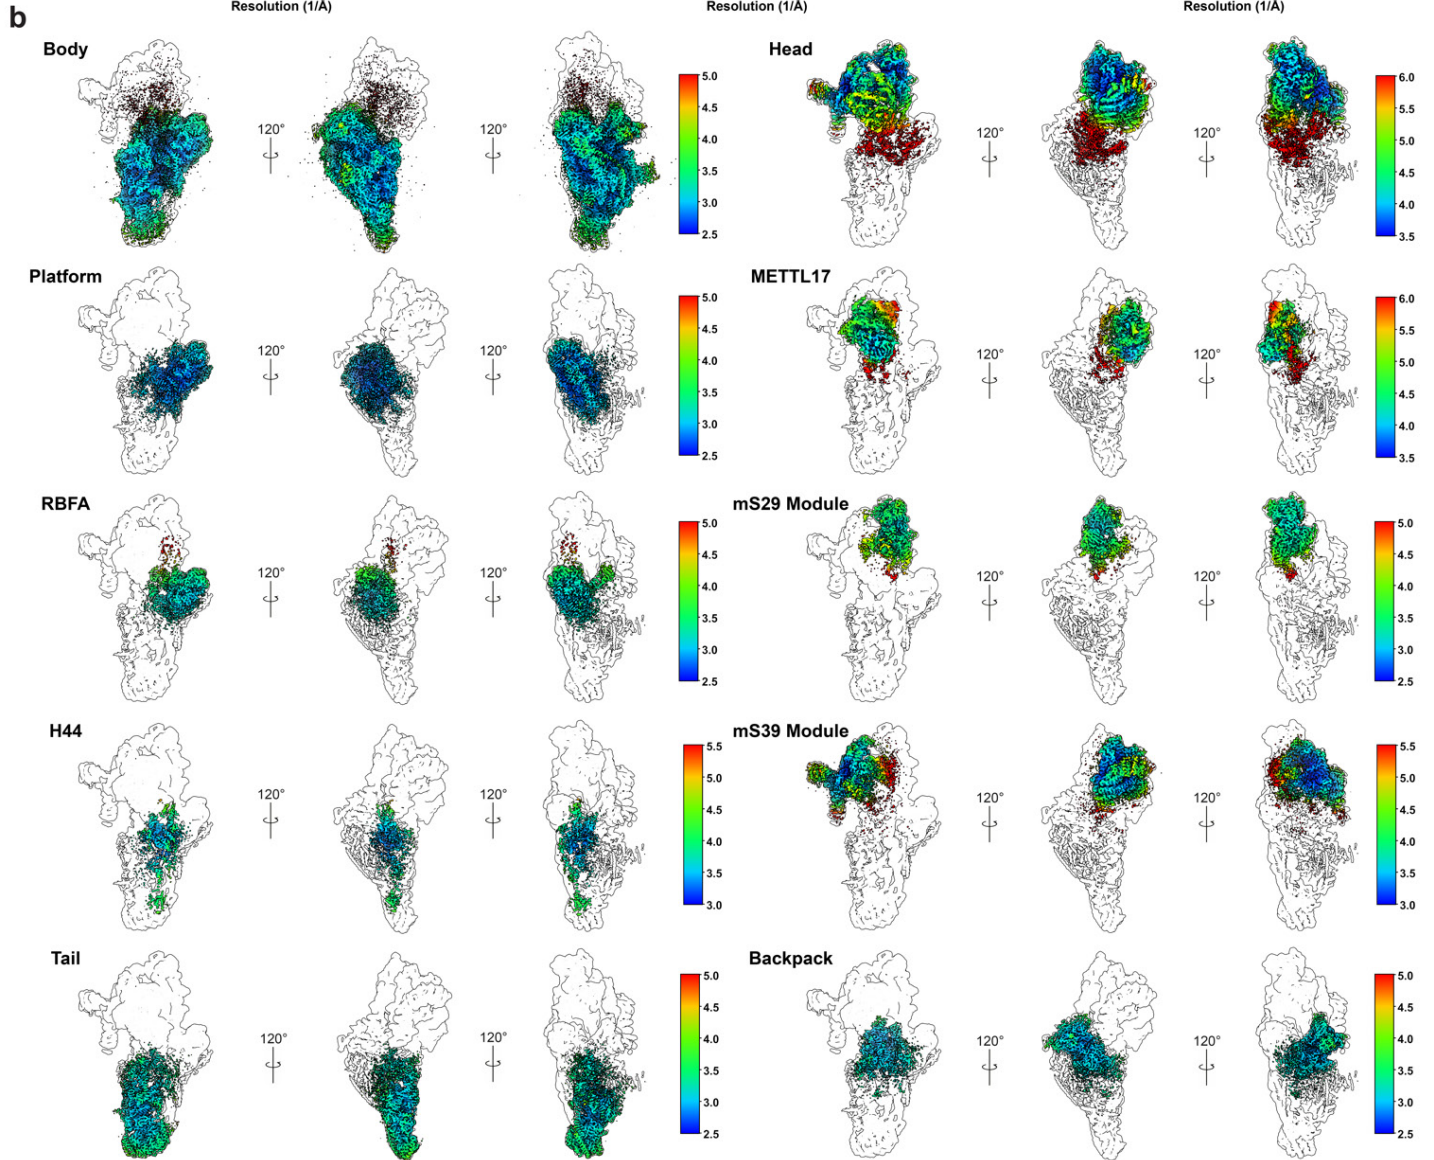 b
Resolution (1/Å) Resolution (1/Å) Resolution (1/Å)
Body 120° 120° 5.0 4.5 4.0 3.5 3.0 2.5
Head 120° 120° 6.0 5.5 5.0 4.5 4.0 3.5
Platform 120° 120° 5.0 4.5 4.0 3.5 3.0 2.5
METTL17 120° 120° 6.0 5.5 5.0 4.5 4.0 3.5
RBFA 120° 120° 5.0 4.5 4.0 3.5 3.0 2.5
mS29 Module 120° 120° 5.0 4.5 4.0 3.5 3.0 2.5
H44 120° 120° 5.5 5.0 4.5 4.0 3.5 3.0
mS39 Module 120° 120° 5.5 5.0 4.5 4.0 3.5 3.0
Tail 120° 120° 5.0 4.5 4.0 3.5 3.0 2.5
Backpack 120° 120° 5.0 4.5 4.0 3.5 3.0 2.5